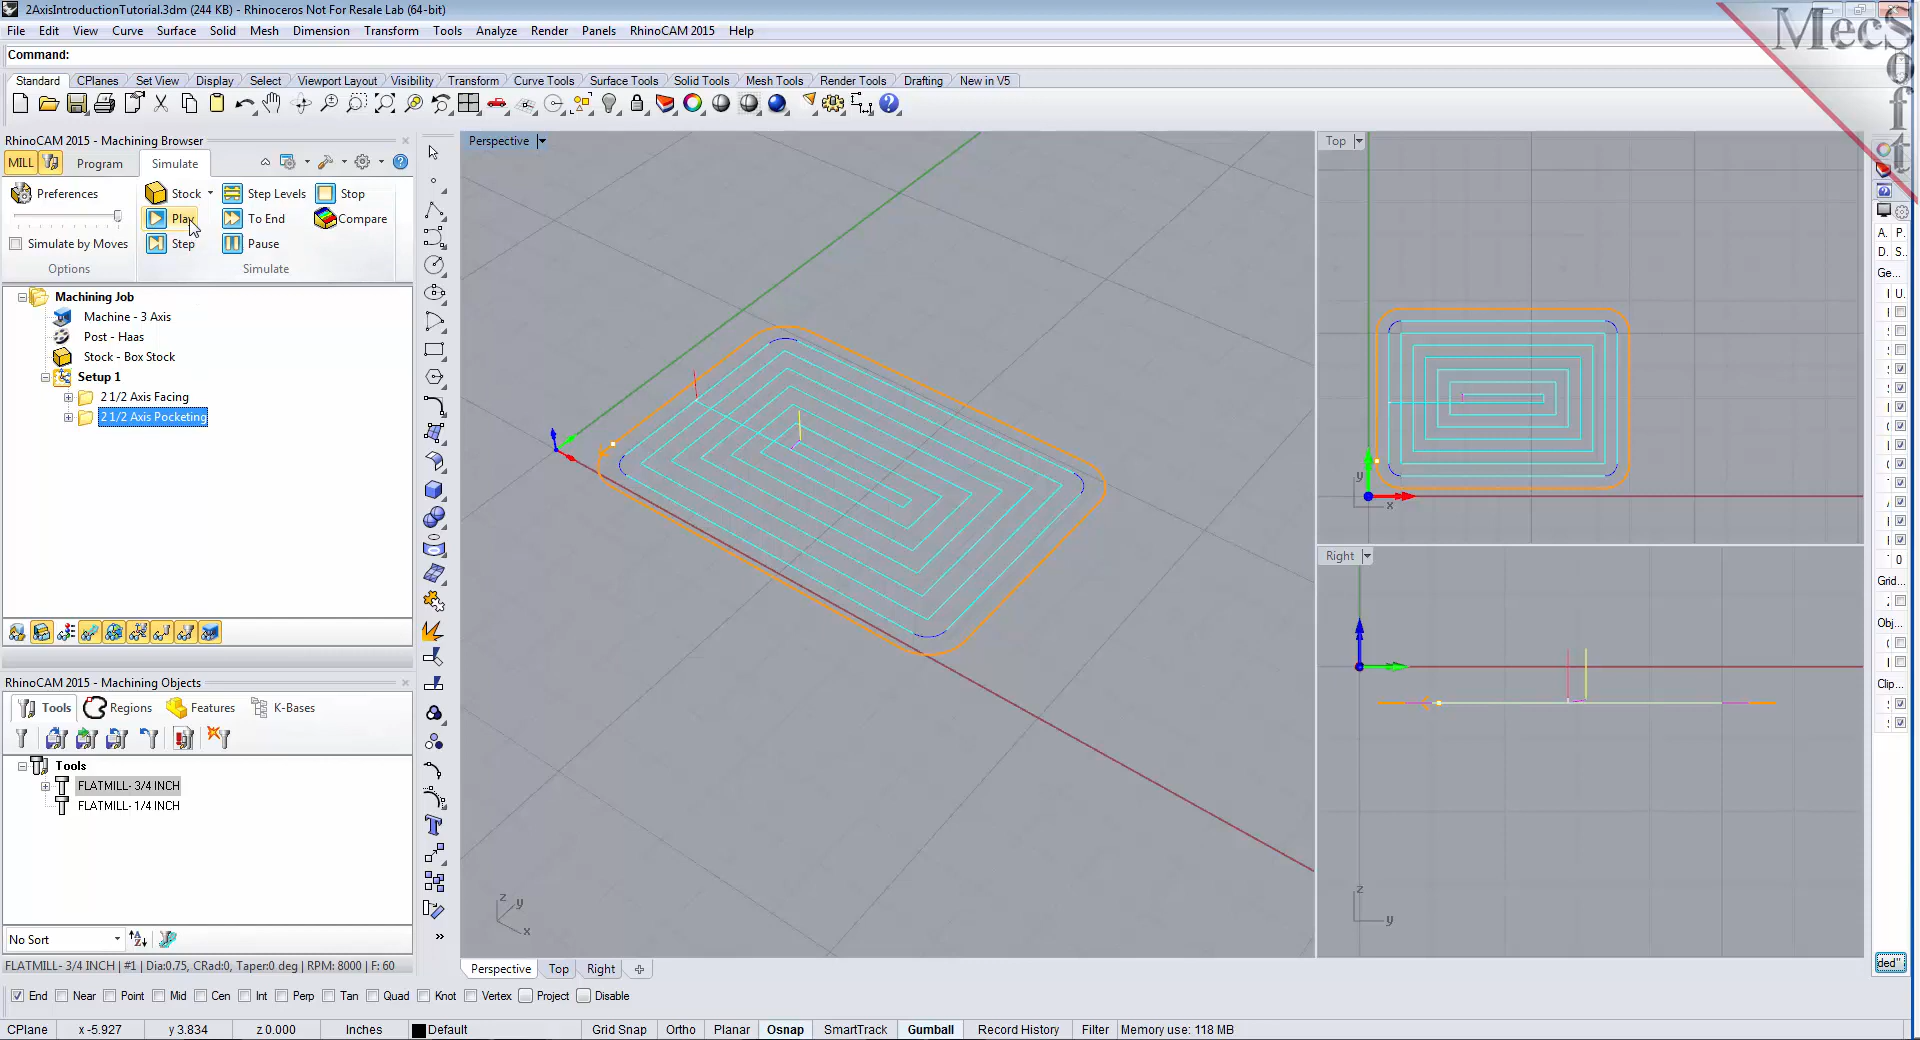 2AxisIntroductionTutorial.3dm (244 KB) - Rhinoceros Not For Resale Lab (64-bit)
File Edit View Curve Surface Solid Mesh Dimension Transform Tools Analyze Render Panels RhinoCAM 2015 Help
Command:
Standard CPlanes Set View Display Select Viewport Layout Visibility Transform Curve Tools Surface Tools Solid Tools Mesh Tools Render Tools Drafting New in V5
MecSoft
RhinoCAM 2015 - Machining Browser
MILL Program Simulate
Preferences Stock Step Levels Stop
Play To End Compare
Simulate by Moves Step Pause
Options Simulate
Machining Job
Machine - 3 Axis
Post - Haas
Stock - Box Stock
Setup 1
2 1/2 Axis Facing
2 1/2 Axis Pocketing
RhinoCAM 2015 - Machining Objects
Tools Regions Features K-Bases
Tools
FLATMILL- 3/4 INCH
FLATMILL- 1/4 INCH
No Sort
FLATMILL- 3/4 INCH | #1 | Dia:0.75, CRad:0, Taper:0 deg | RPM: 8000 | F: 60
Perspective
z y
x
Top
y
x
Right
z
y
A. P.
D. S..
Ge...
U.
0
Grid...
Obj...
Clip...
ded"
Perspective Top Right
End Near Point Mid Cen Int Perp Tan Quad Knot Vertex Project Disable
CPlane x -5.927 y 3.834 z 0.000 Inches Default Grid Snap Ortho Planar Osnap SmartTrack Gumball Record History Filter Memory use: 118 MB